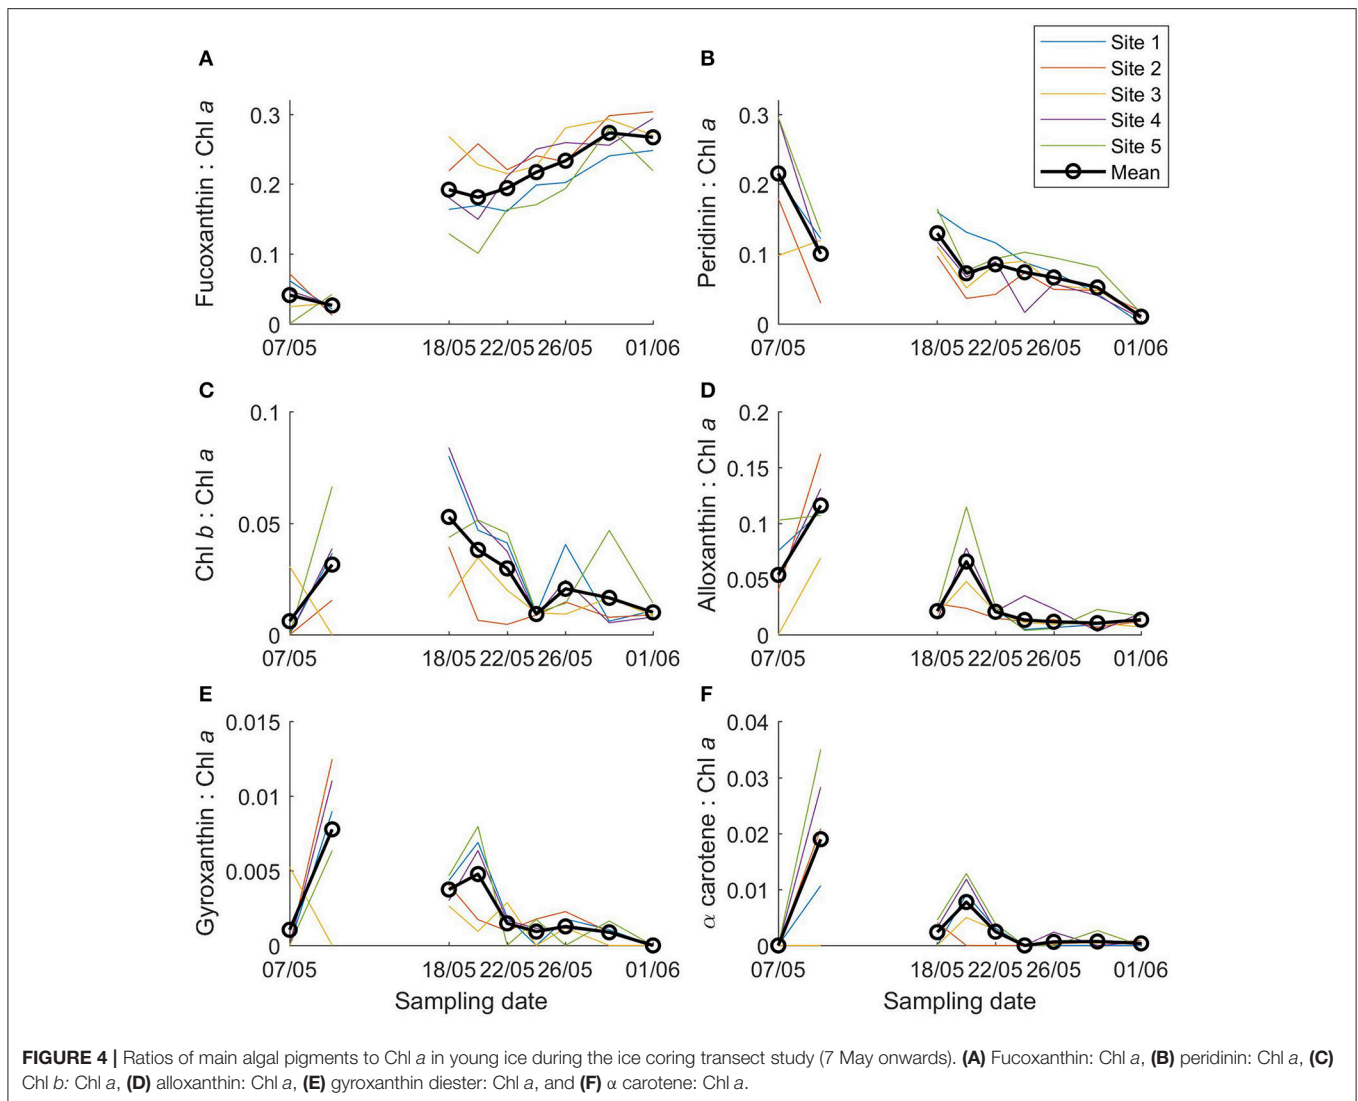 A
B
Site 1
Site 2
Site 3
Site 4
Site 5
Mean
Fucoxanthin : Chl a
0.3
0.2
0.1
0
07/05
18/05 22/05 26/05
01/06
Peridinin : Chl a
0.3
0.2
0.1
0
07/05
18/05 22/05 26/05
01/06
C
D
Chl b : Chl a
0.1
0.05
0
07/05
18/05 22/05 26/05
01/06
Alloxanthin : Chl a
0.2
0.15
0.1
0.05
0
07/05
18/05 22/05 26/05
01/06
E
F
Gyroxanthin : Chl a
0.015
0.01
0.005
0
07/05
18/05 22/05 26/05
01/06
Sampling date
α carotene : Chl a
0.04
0.03
0.02
0.01
0
07/05
18/05 22/05 26/05
01/06
Sampling date
FIGURE 4 | Ratios of main algal pigments to Chl a in young ice during the ice coring transect study (7 May onwards). (A) Fucoxanthin: Chl a, (B) peridinin: Chl a, (C)
Chl b: Chl a, (D) alloxanthin: Chl a, (E) gyroxanthin diester: Chl a, and (F) α carotene: Chl a.